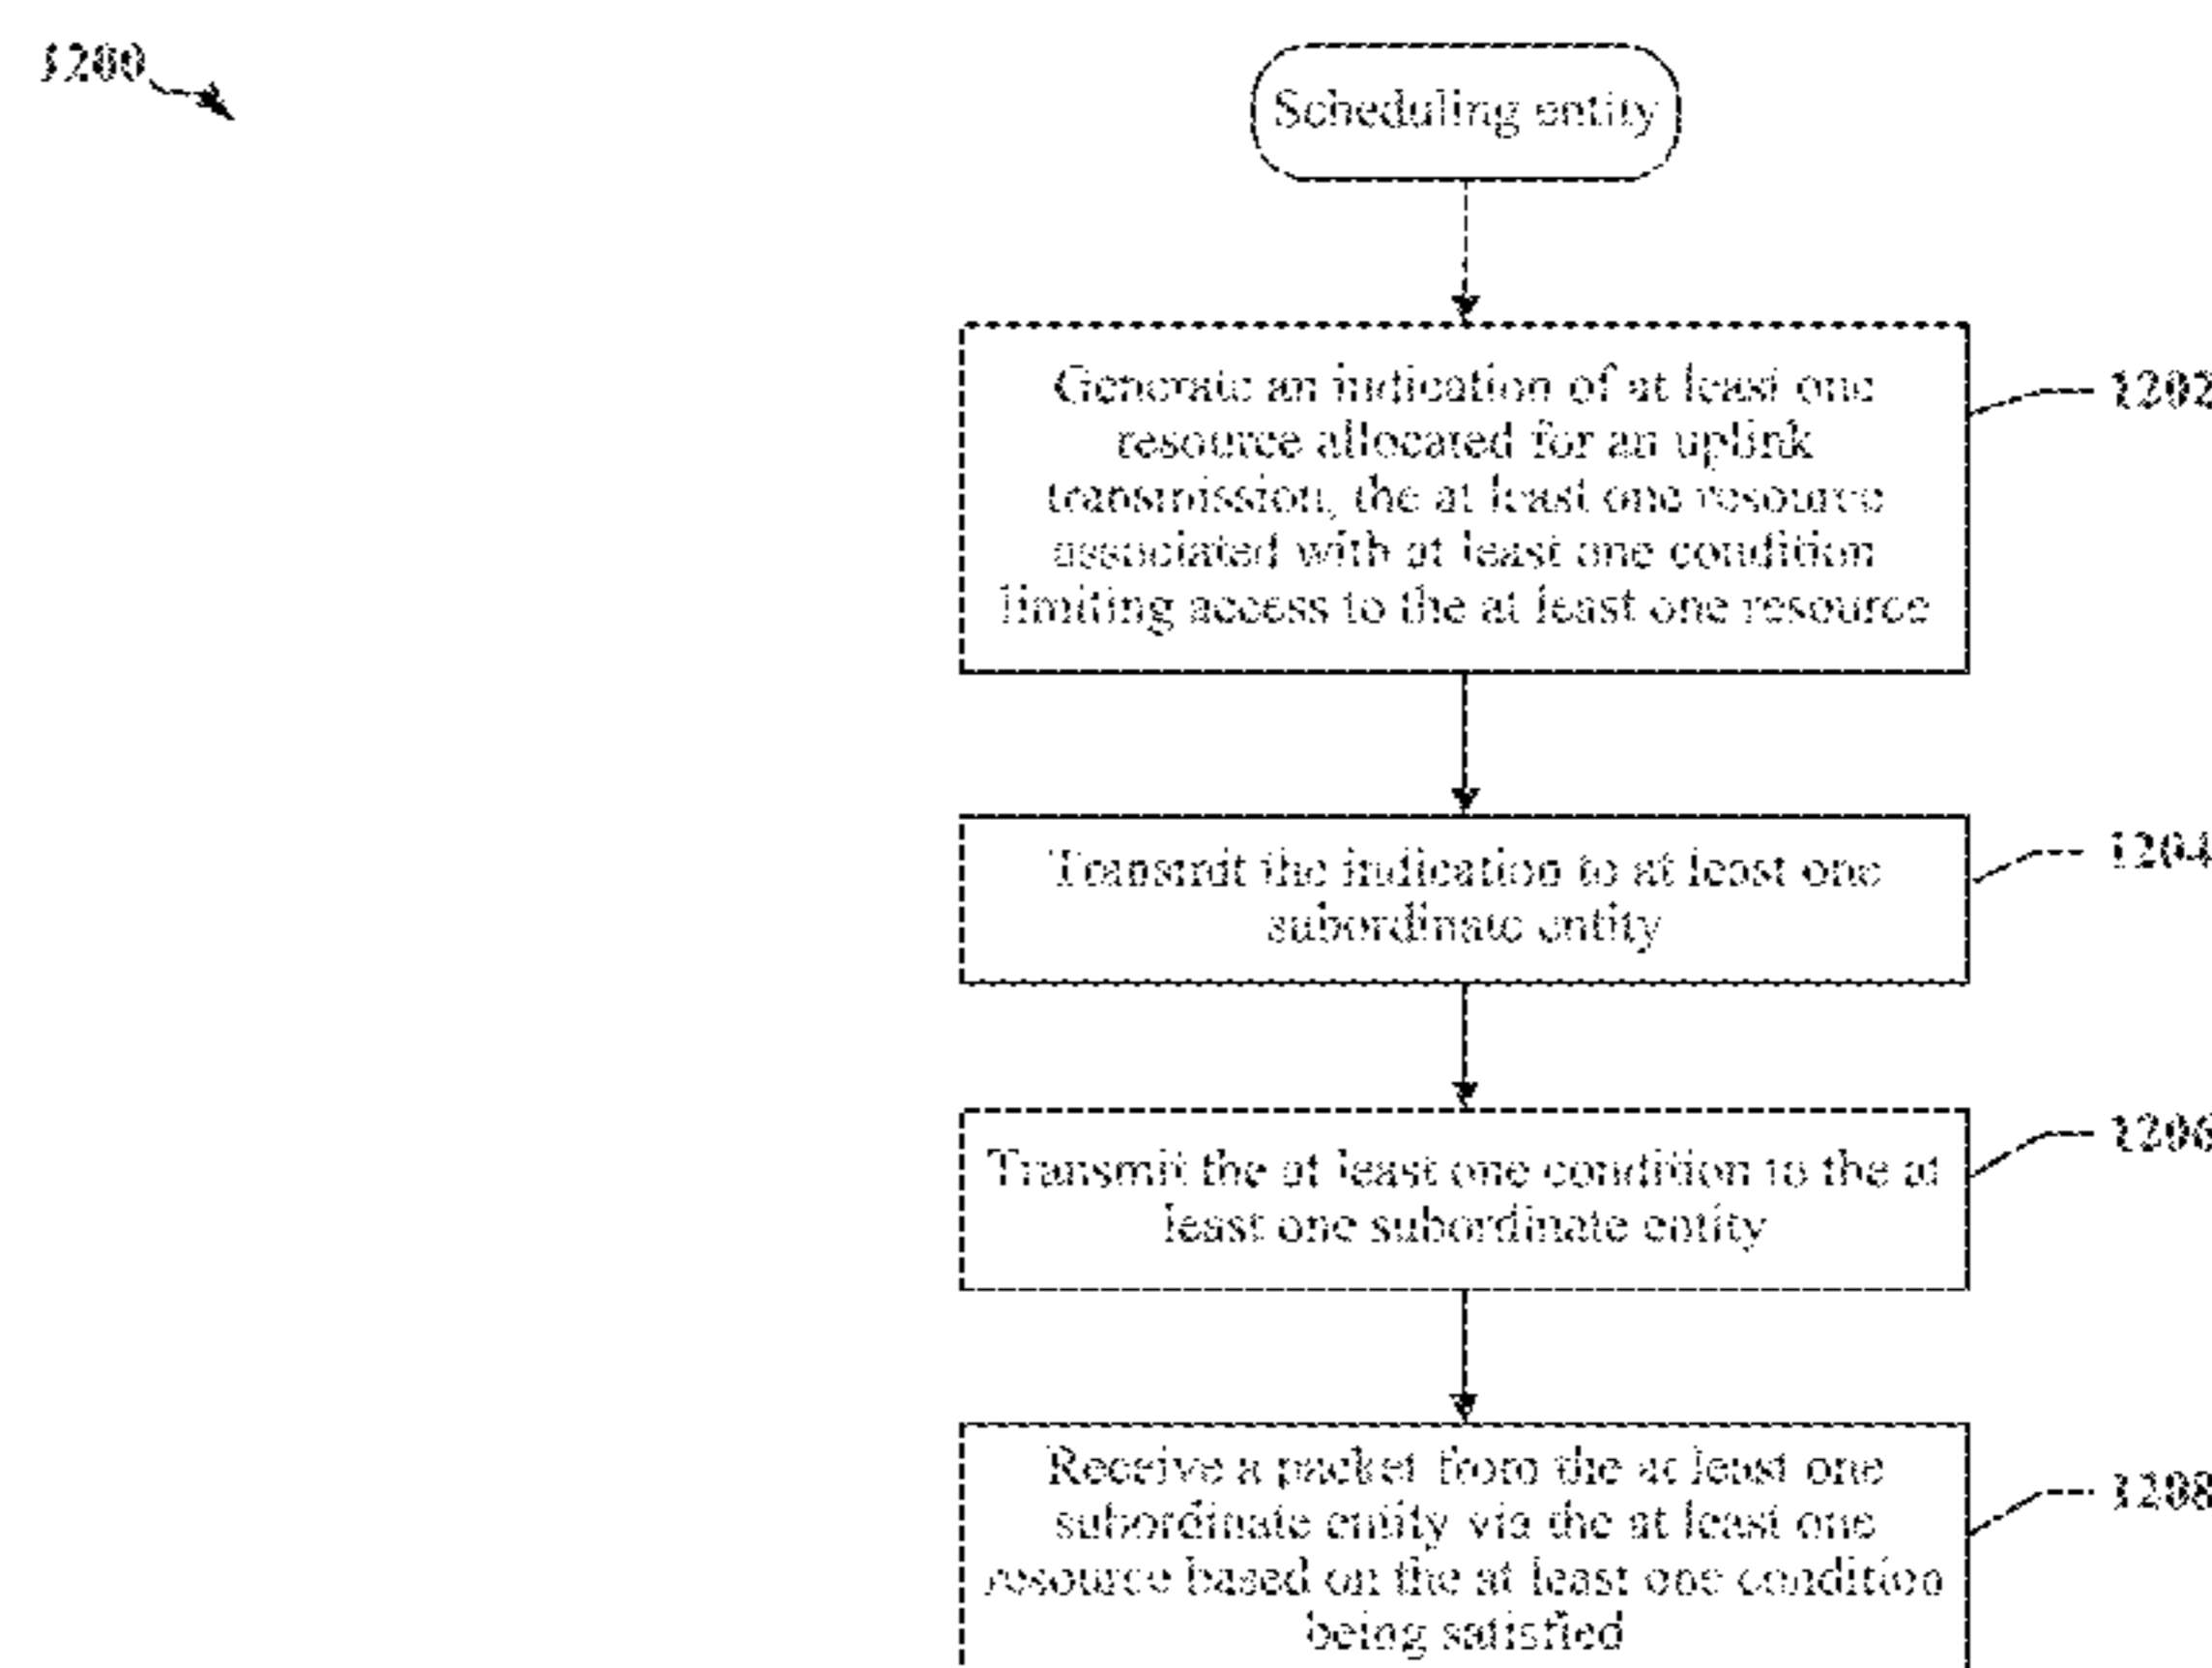 1200
Scheduling entity
Generate an indication of at least one
resource allocated for an uplink
transmission, the at least one resource
associated with at least one condition
limiting access to the at least one resource
1202
Transmit the indication to at least one
subordinate entity
1204
Transmit the at least one condition to the at
least one subordinate entity
1206
Receive a packet from the at least one
subordinate entity via the at least one
resource based on the at least one condition
being satisfied
1208